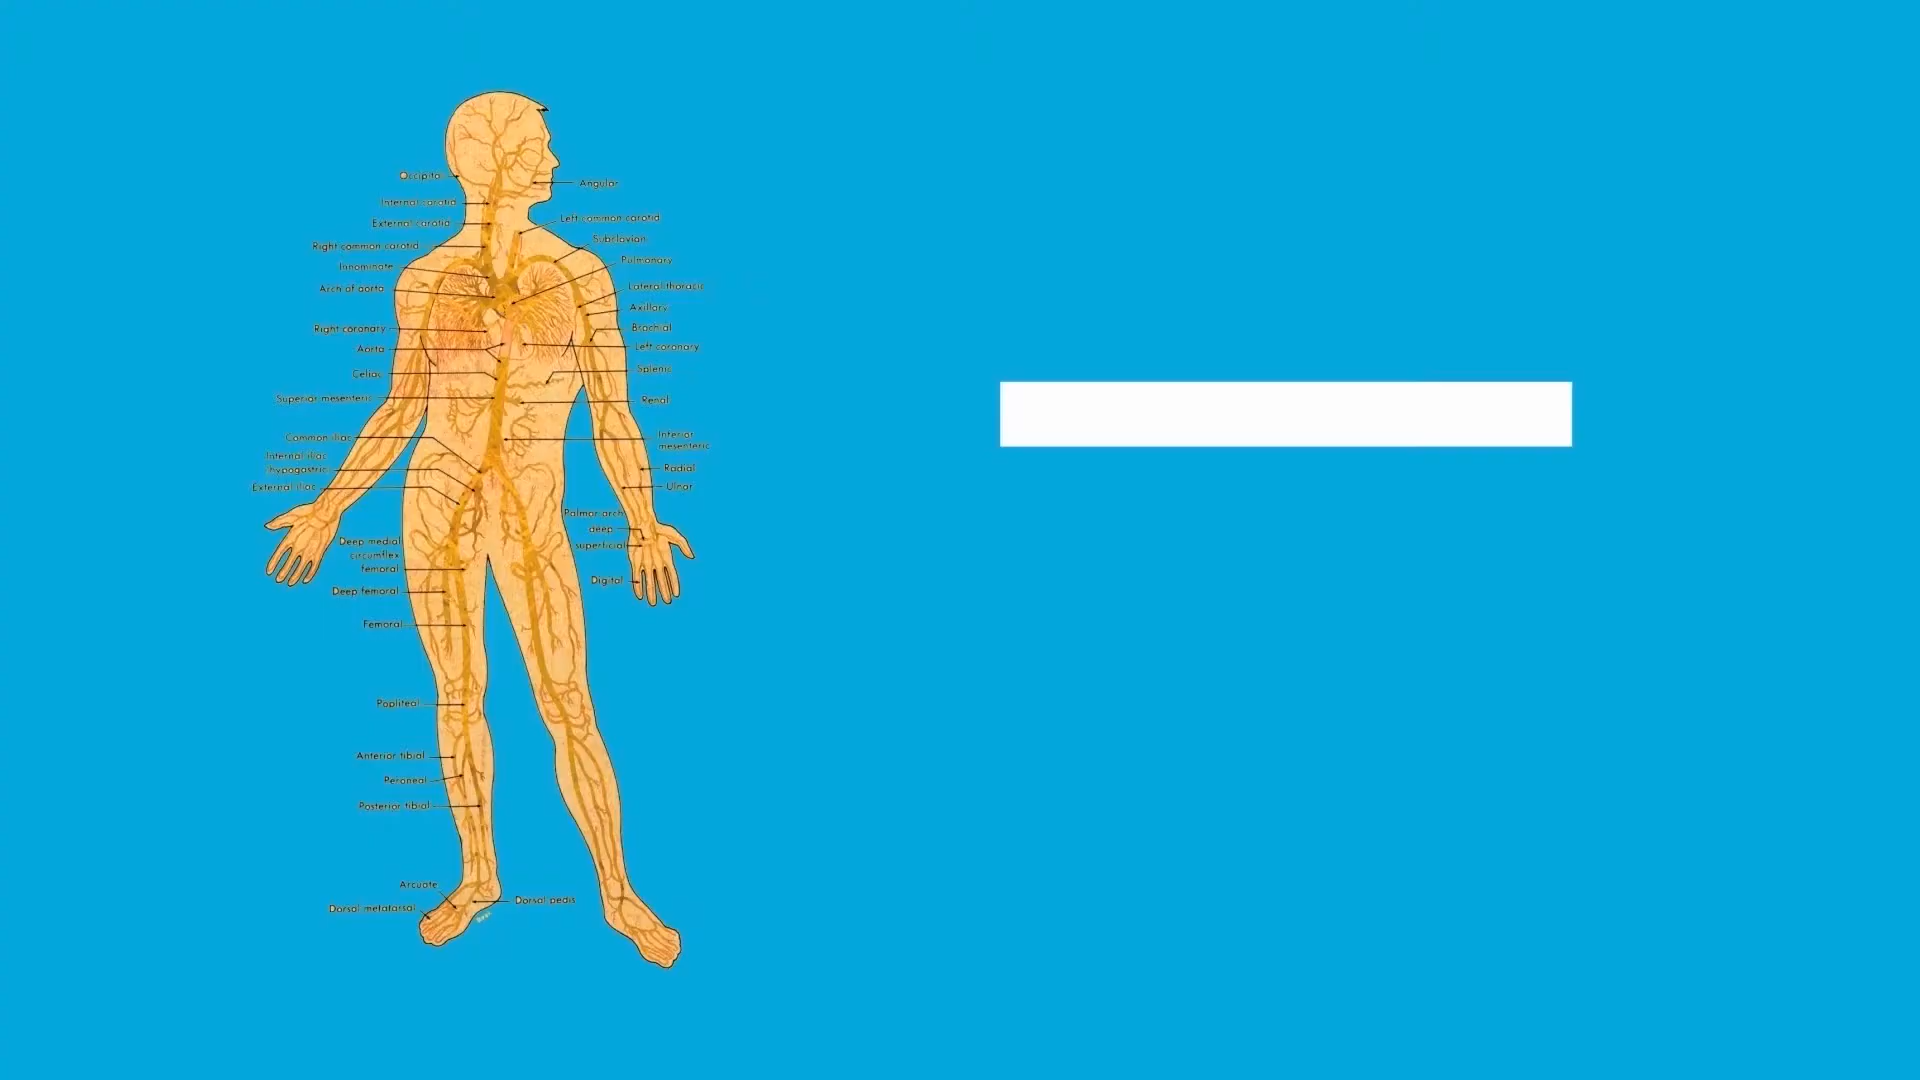 Occipital
Internal carotid
External carotid
Right common carotid
Innominate
Arch of aorta
Right coronary
Aorta
Celiac
Superior mesenteric
Common iliac
Internal iliac
hypogastric
External iliac
Deep medial
circumflex
femoral
Deep femoral
Femoral
Popliteal
Anterior tibial
Peroneal
Posterior tibial
Arcuate
Dorsal metatarsal
Angular
Left common carotid
Subclavian
Pulmonary
Lateral thoracic
Axillary
Brachial
Left coronary
Splenic
Renal
Inferior
mesenteric
Radial
Ulnar
Palmar arch
deep
superficial
Digital
Dorsal pedis